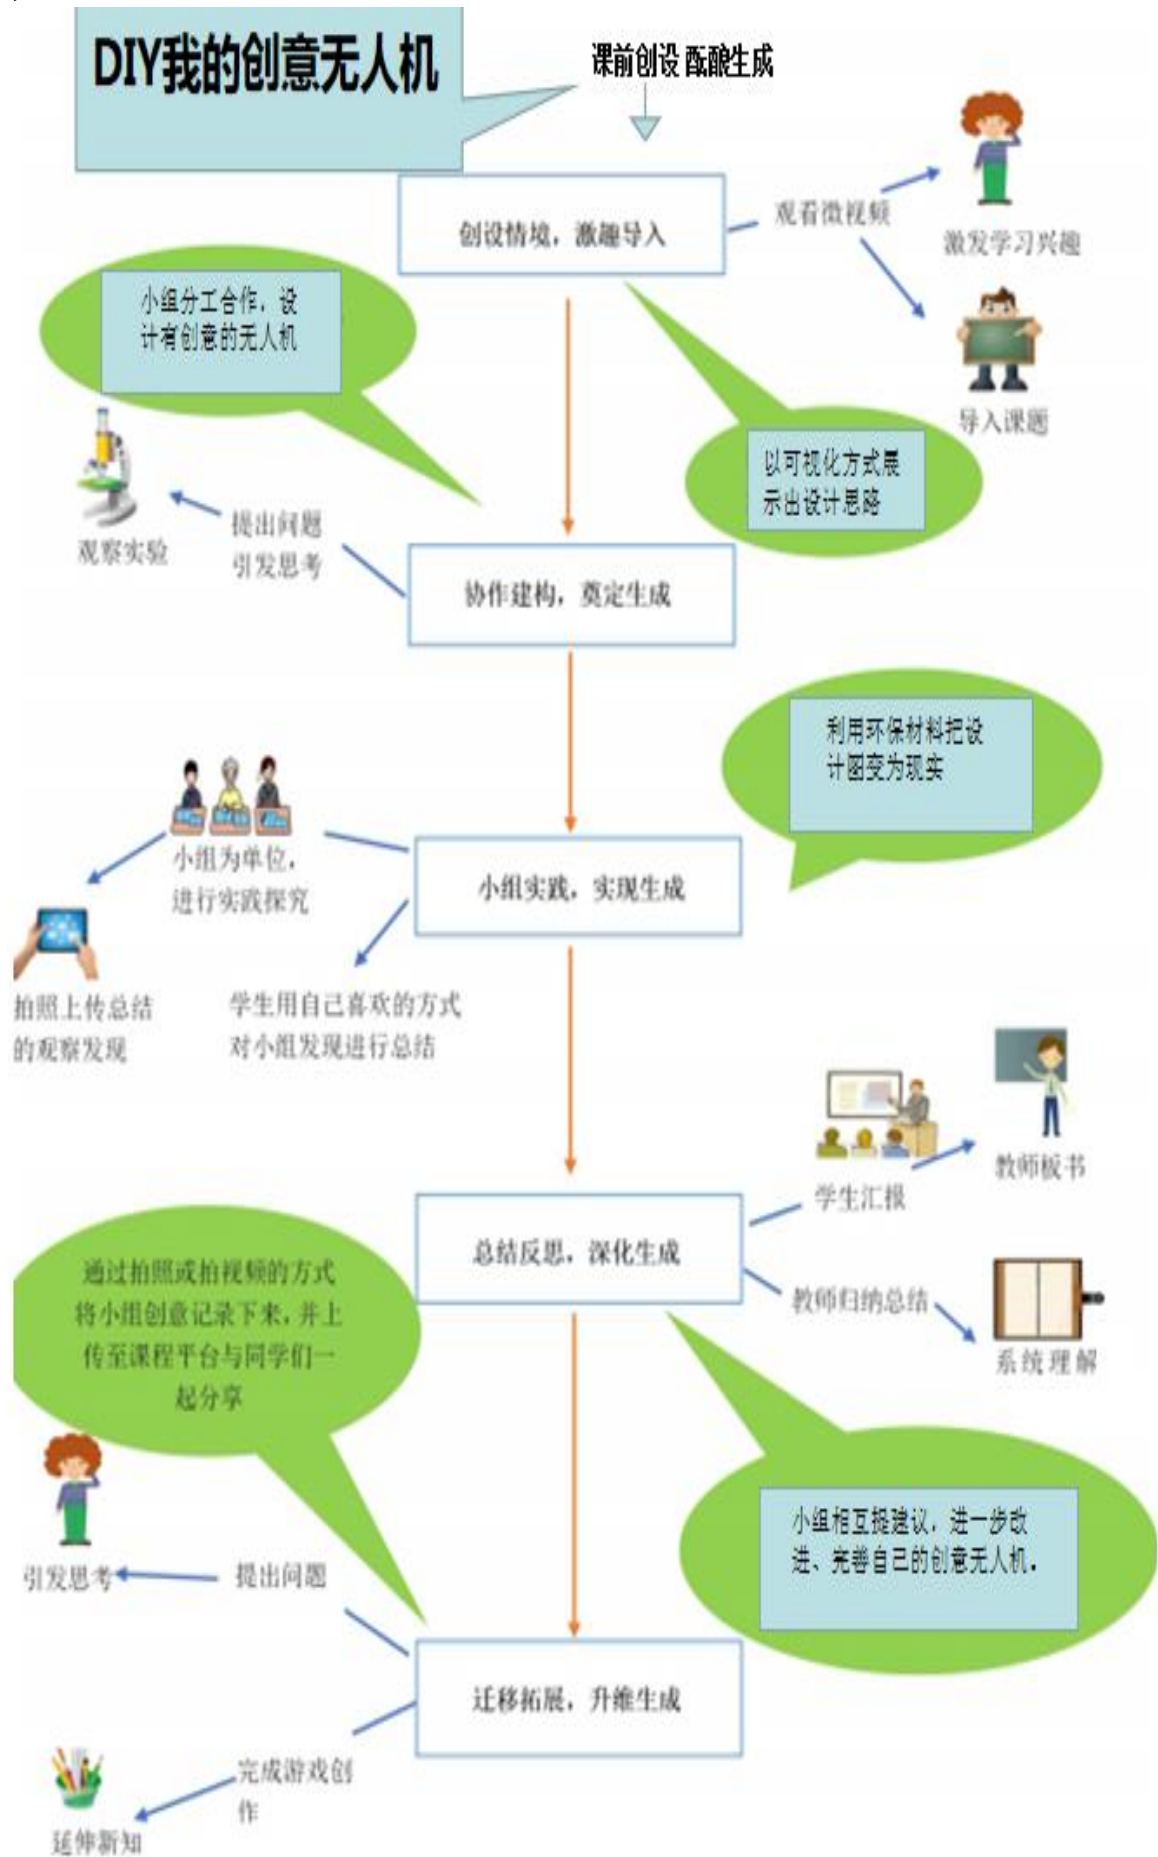 DIY我的创意无人机
课前创设 酝酿生成
创设情境，激趣导入
观看微视频
激发学习兴趣
导入课题
小组分工合作，设
计有创意的无人机
以可视化方式展
示出设计思路
提出问题
引发思考
观察实验
协作建构，奠定生成
利用环保材料把设
计图变为现实
小组为单位，
进行实践探究
小组实践，实现生成
拍照上传总结
的观察发现
学生用自己喜欢的方式
对小组发现进行总结
学生汇报
教师板书
总结反思，深化生成
教师归纳总结
系统理解
通过拍照或拍视频的方式
将小组创意记录下来，并上
传至课程平台与同学们一
起分享
小组相互提建议，进一步改
进、完善自己的创意无人机。
引发思考
提出问题
迁移拓展，升维生成
完成游戏创
作
延伸新知